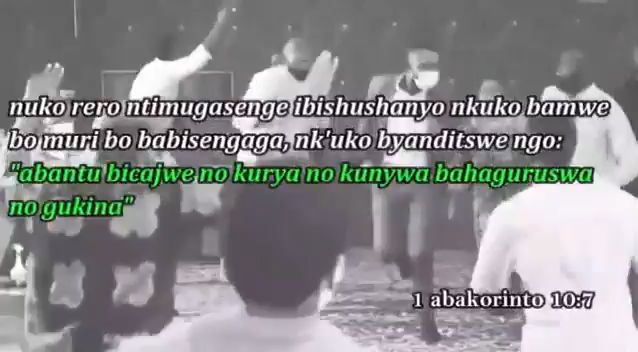 nuko rero ntimugasenge ibishushanyo nkuko bamwe
bo muri bo babisengaga, nk'uko byanditswe ngo:
"abantu bicajwe no kurya no kunywa bahaguruswa
no gukina"
1 abakorinto 10:7